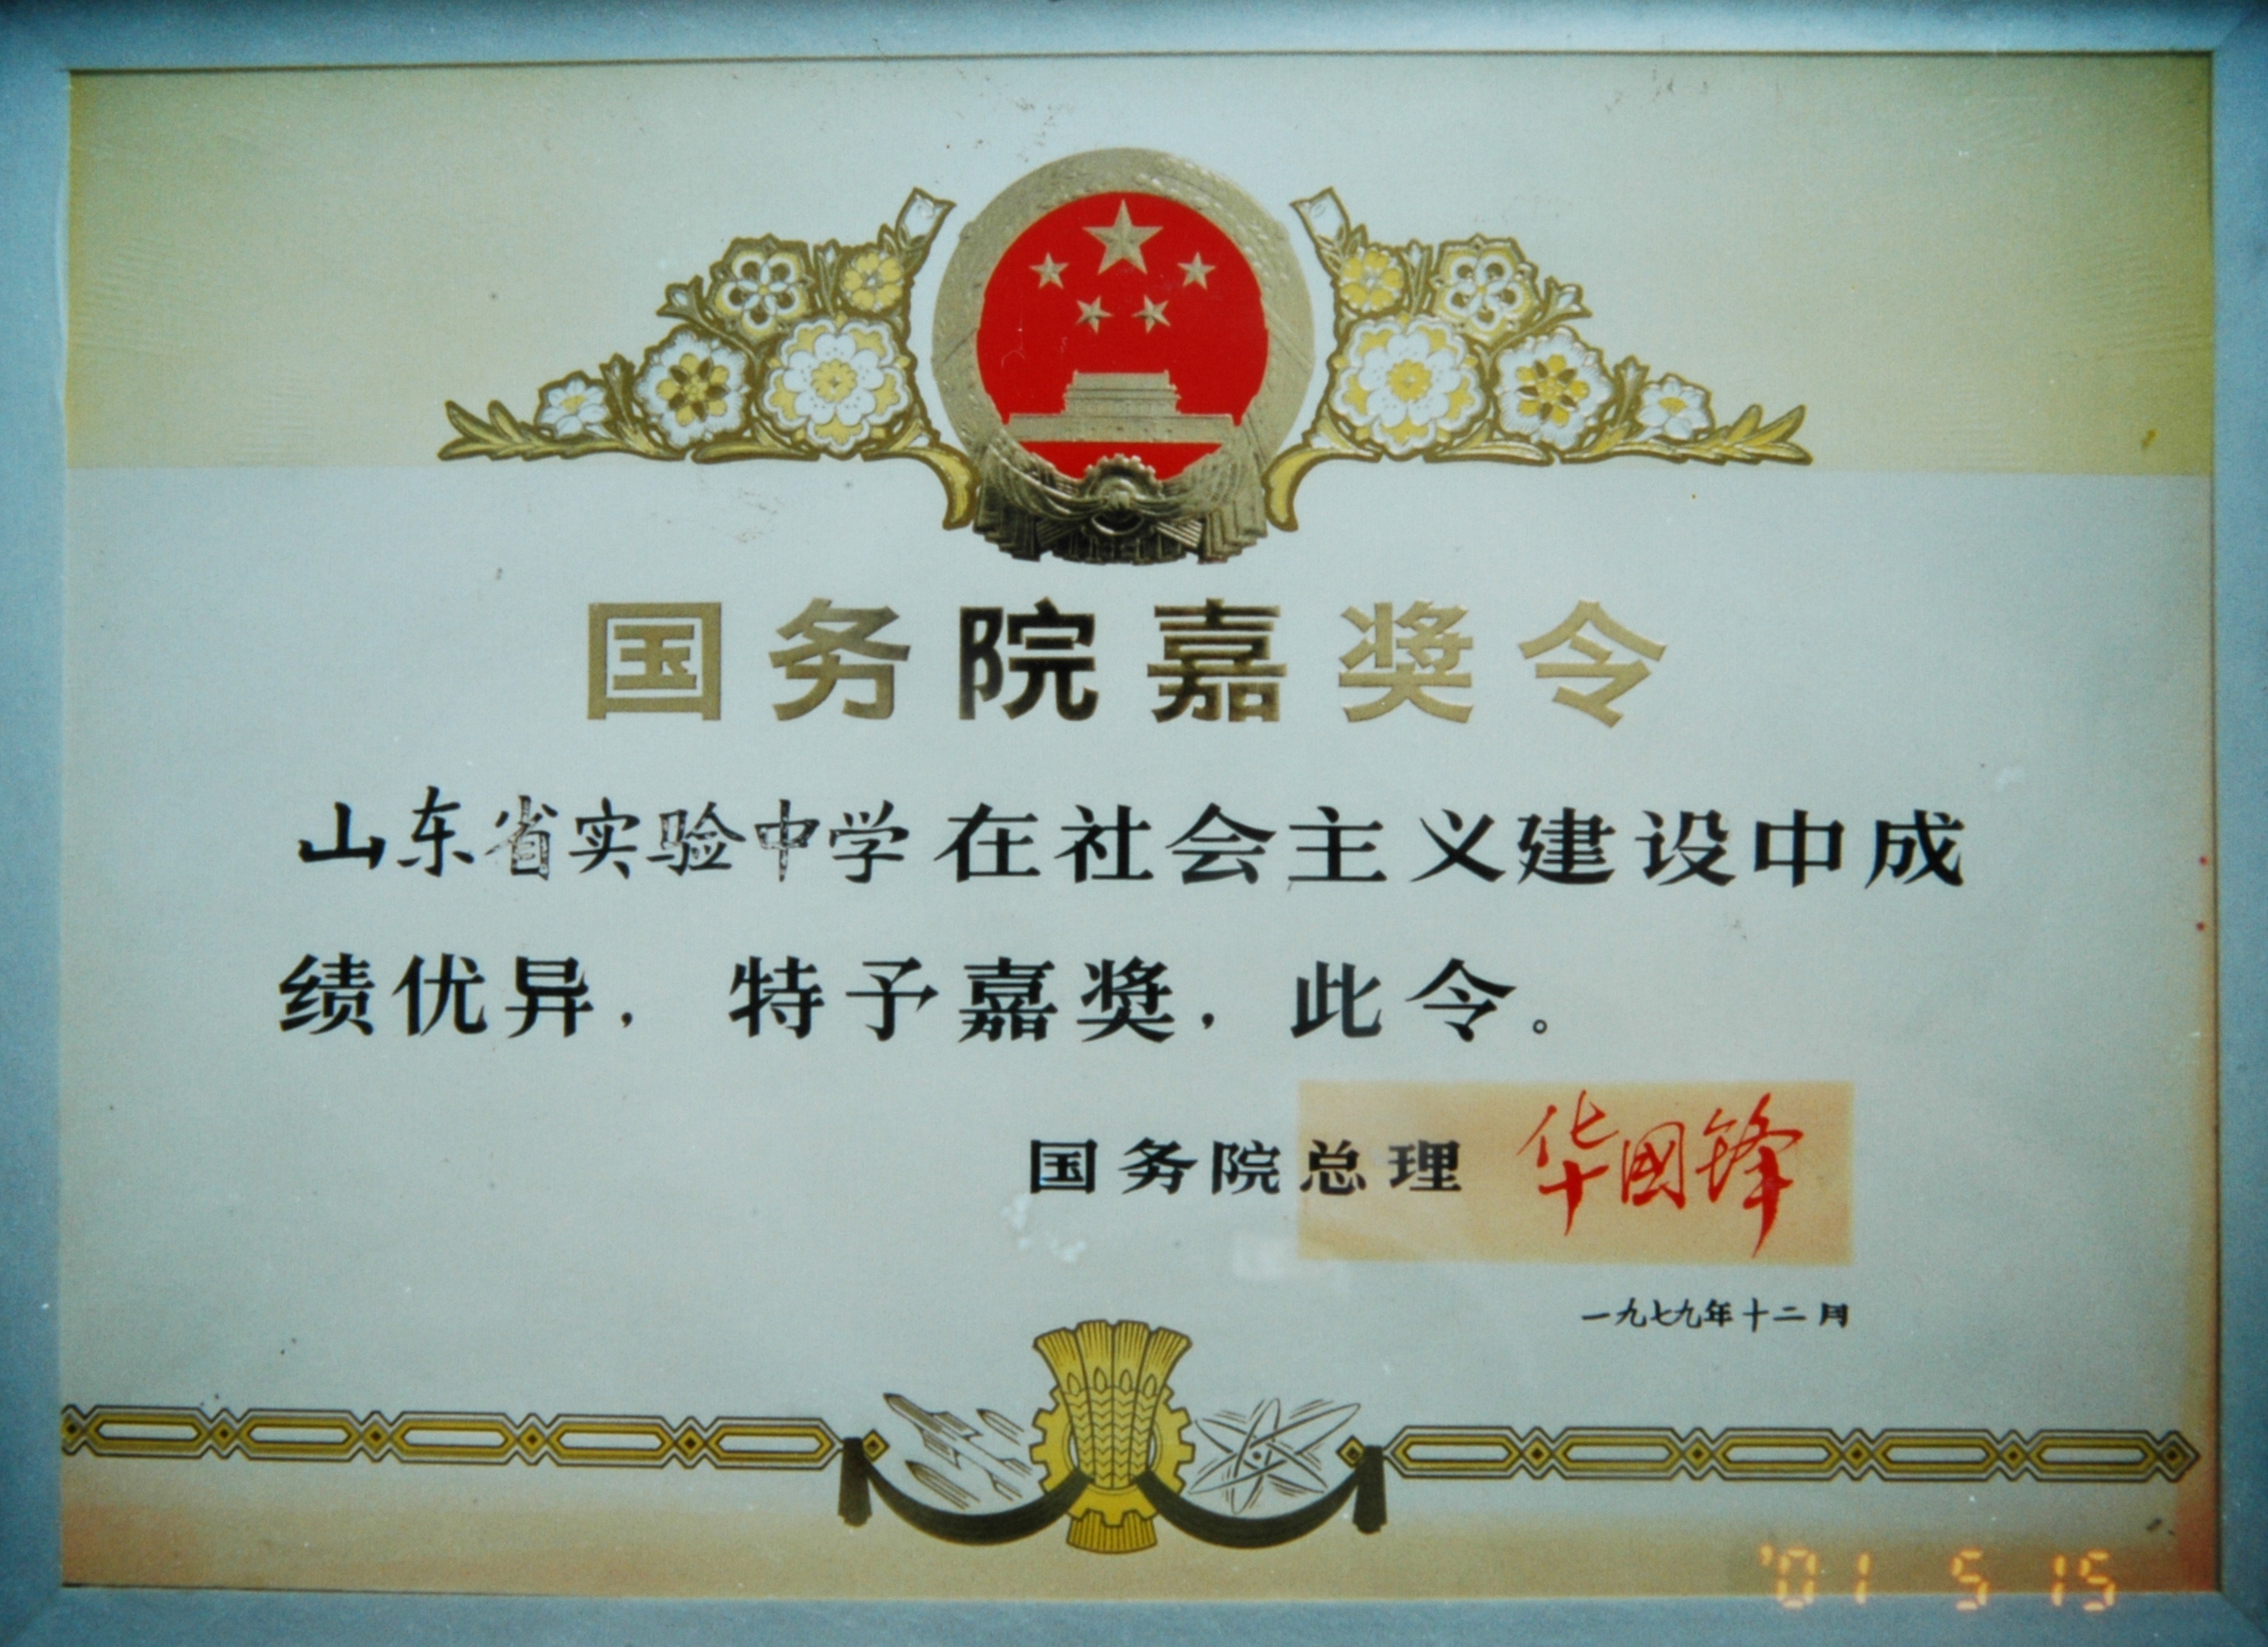 国务院嘉奖令
山东省实验中学在社会主义建设中成
绩优异，特予嘉奖，此令。
国务院总理 华國锋
一九七九年十二月
'01 5 15